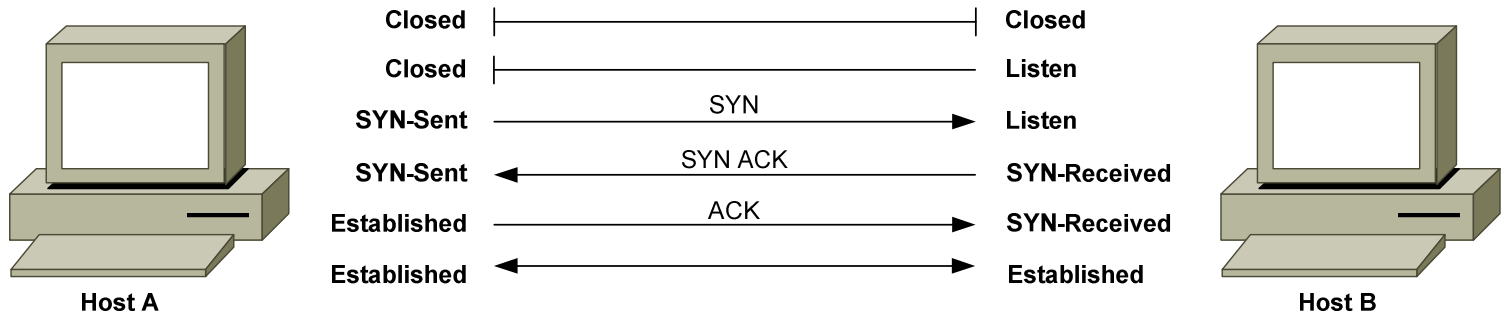 Closed Closed
Closed Listen
SYN
SYN-Sent Listen
SYN ACK
SYN-Sent SYN-Received
ACK
Established SYN-Received
Established Established
Host A Host B